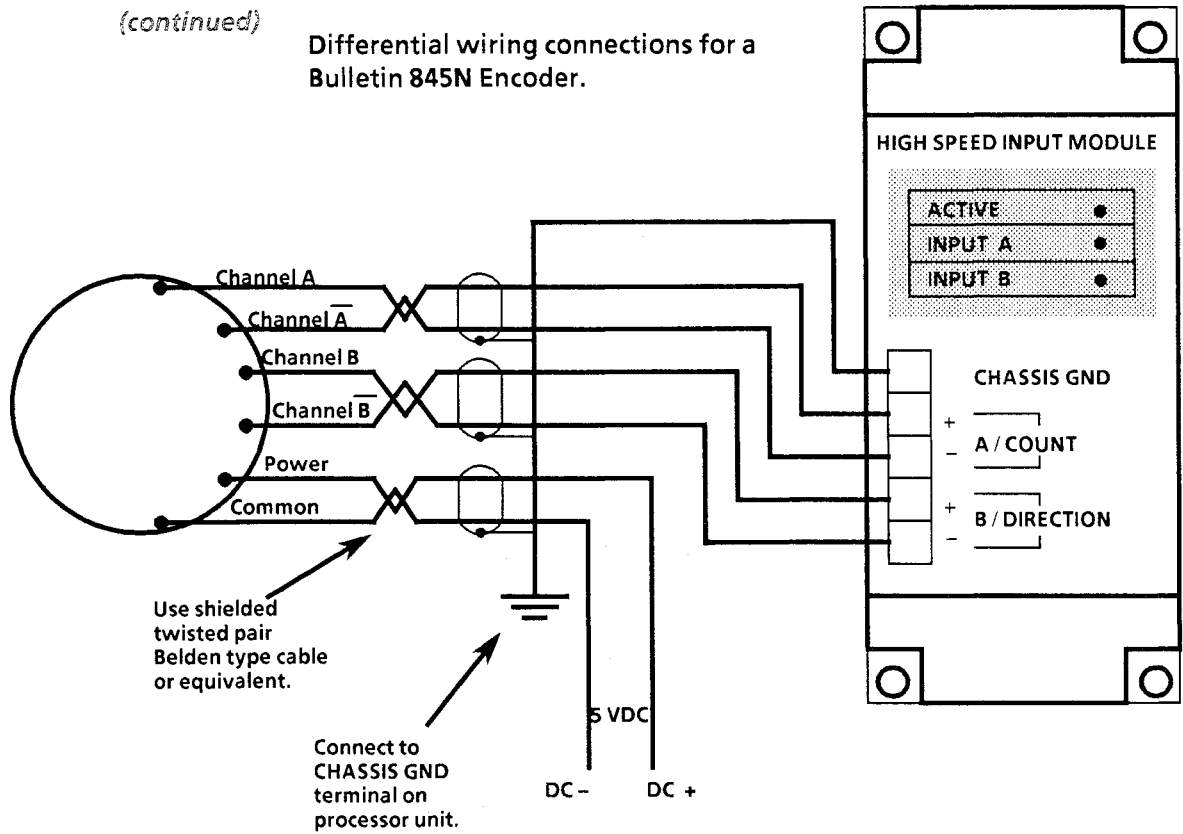 (continued)
Differential wiring connections for a
Bulletin 845N Encoder.
HIGH SPEED INPUT MODULE
ACTIVE
INPUT A
INPUT B
Channel A
Channel A̅
Channel B
Channel B̅
Power
Common
CHASSIS GND
+
A / COUNT
−
+
B / DIRECTION
−
Use shielded
twisted pair
Belden type cable
or equivalent.
Connect to
CHASSIS GND
terminal on
processor unit.
5 VDC
DC − DC +